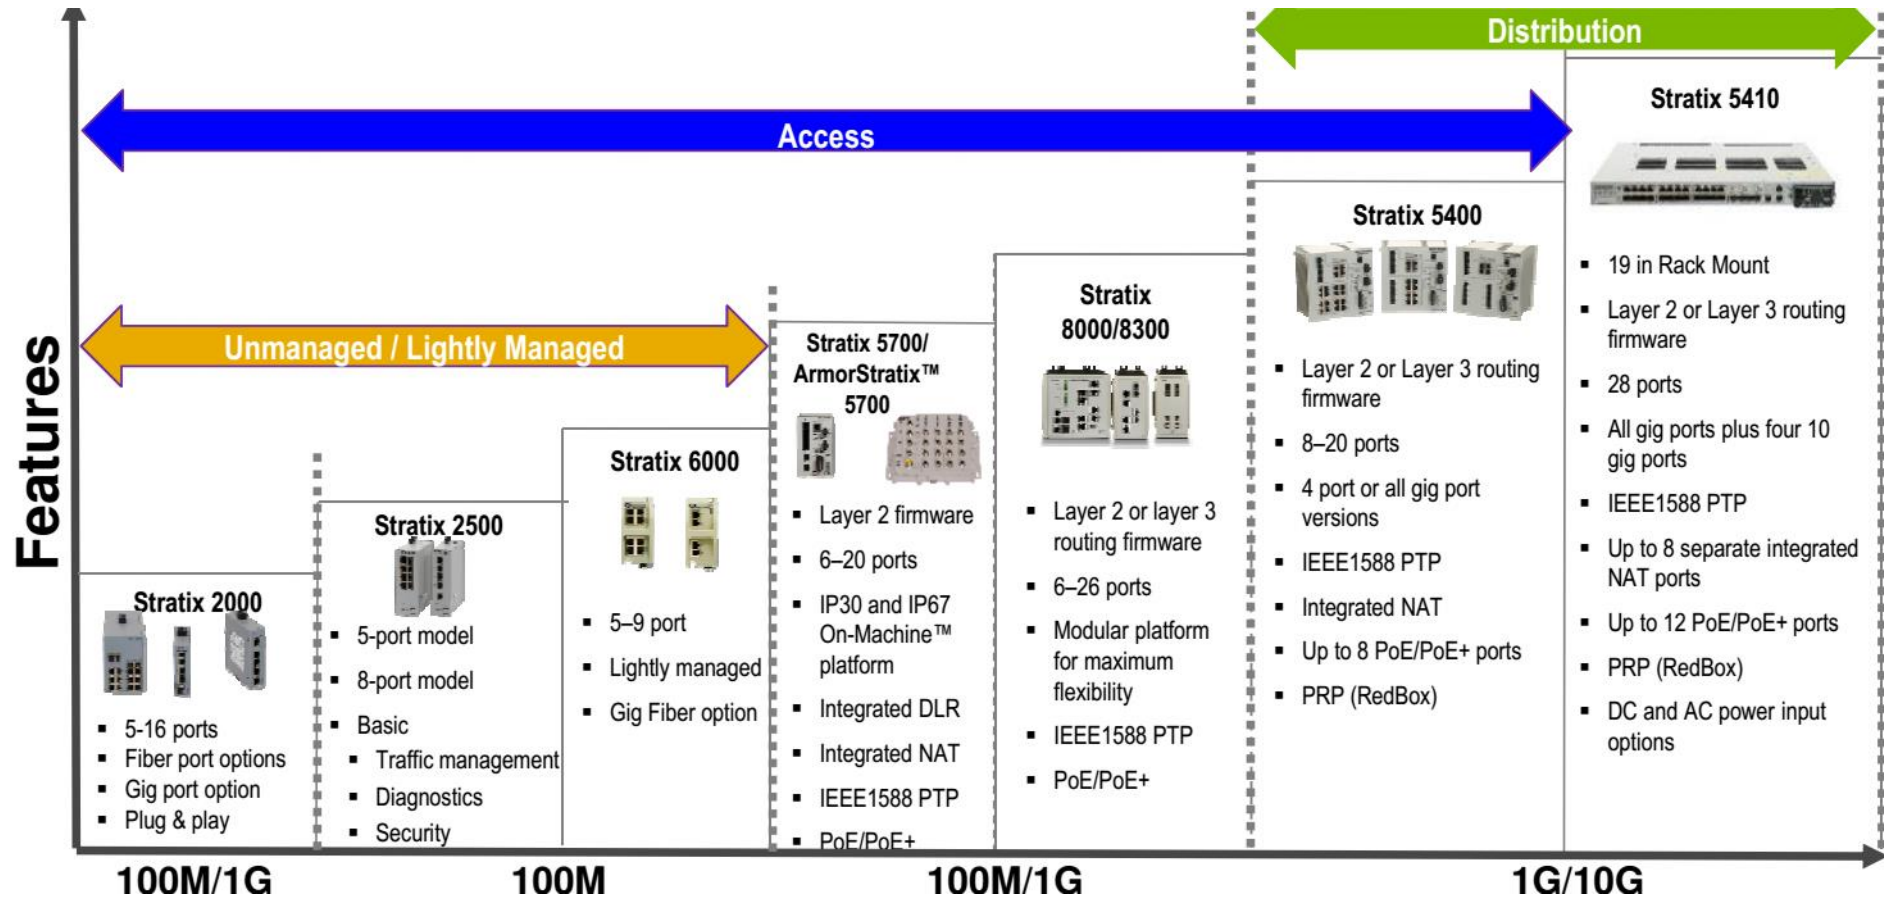 Distribution
Access
Unmanaged / Lightly Managed
Features
Stratix 2000
▪ 5-16 ports
▪ Fiber port options
▪ Gig port option
▪ Plug & play
Stratix 2500
▪ 5-port model
▪ 8-port model
▪ Basic
▪ Traffic management
▪ Diagnostics
▪ Security
Stratix 6000
▪ 5–9 port
▪ Lightly managed
▪ Gig Fiber option
Stratix 5700/
ArmorStratix™
5700
▪ Layer 2 firmware
▪ 6–20 ports
▪ IP30 and IP67
On-Machine™
platform
▪ Integrated DLR
▪ Integrated NAT
▪ IEEE1588 PTP
▪ PoE/PoE+
Stratix
8000/8300
▪ Layer 2 or layer 3
routing firmware
▪ 6–26 ports
▪ Modular platform
for maximum
flexibility
▪ IEEE1588 PTP
▪ PoE/PoE+
Stratix 5400
▪ Layer 2 or Layer 3 routing
firmware
▪ 8–20 ports
▪ 4 port or all gig port
versions
▪ IEEE1588 PTP
▪ Integrated NAT
▪ Up to 8 PoE/PoE+ ports
▪ PRP (RedBox)
Stratix 5410
▪ 19 in Rack Mount
▪ Layer 2 or Layer 3 routing
firmware
▪ 28 ports
▪ All gig ports plus four 10
gig ports
▪ IEEE1588 PTP
▪ Up to 8 separate integrated
NAT ports
▪ Up to 12 PoE/PoE+ ports
▪ PRP (RedBox)
▪ DC and AC power input
options
100M/1G
100M
100M/1G
1G/10G